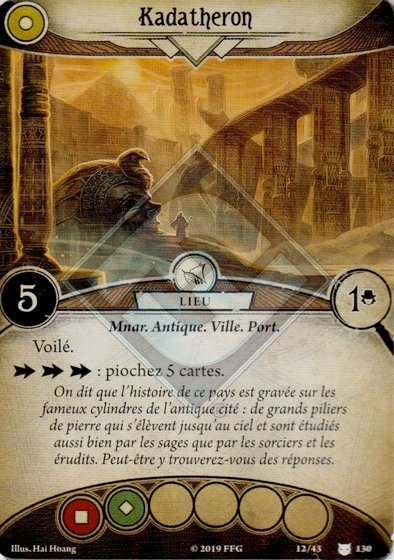 Kadatheron
5
LIEU
1
Mnar. Antique. Ville. Port.
Voilé.
: piochez 5 cartes.
On dit que l'histoire de ce pays est gravée sur les
fameux cylindres de l'antique cité : de grands piliers
de pierre qui s'élèvent jusqu'au ciel et sont étudiés
aussi bien par les sages que par les sorciers et les
érudits. Peut-être y trouverez-vous des réponses.
Illus. Hai Hoang © 2019 FFG 12/43 130